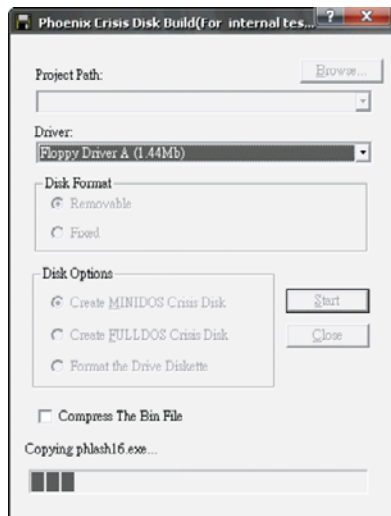 Phoenix Crisis Disk Build(For internal tes...
Project Path:
Browse...
Driver:
Floppy Driver A (1.44Mb)
Disk Format
Removable
Fixed
Disk Options
Create MINIDOS Crisis Disk
Start
Create FULLDOS Crisis Disk
Close
Format the Drive Diskette
Compress The Bin File
Copying phlash16.exe...